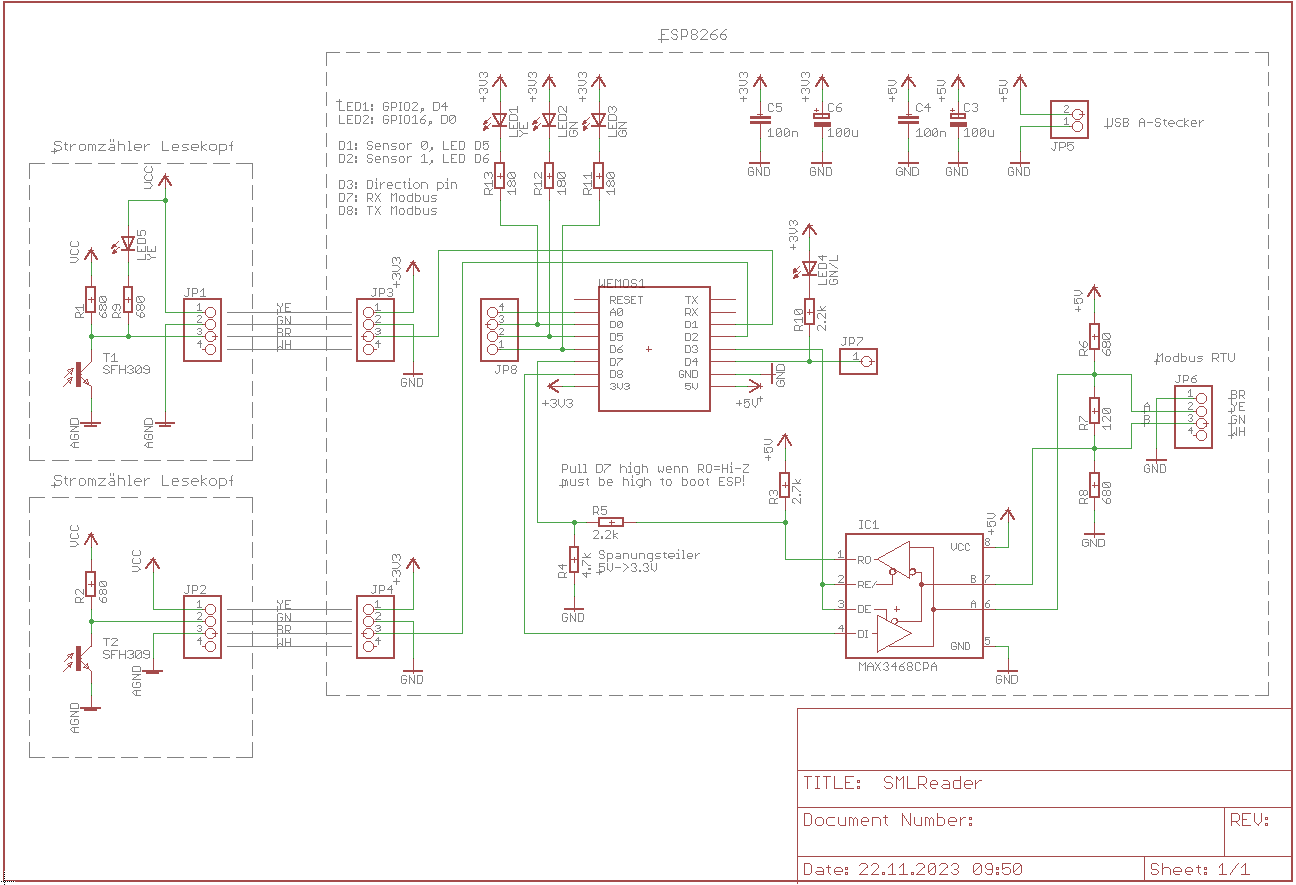 ESP8266
LED1: GPIO2, D4
LED2: GPIO16, D0
D1: Sensor 0, LED D5
D2: Sensor 1, LED D6
D3: Direction pin
D7: RX Modbus
D8: TX Modbus
+3V3
LED1
YE
R13
180
+3V3
LED2
GN
R12
180
+3V3
LED3
GN
R11
180
+3V3
C5
100n
GND
+3V3
C6
100u
GND
+5V
C4
100n
GND
+5V
C3
100u
GND
+5V
GND
2
1
JP5
USB A-Stecker
Stromzähler Lesekopf
VCC
VCC
LED5
YE
R1
680
R9
680
T1
SFH309
AGND
AGND
JP1
1
2
3
4
YE
GN
BR
WH
JP3
1
2
3
4
+3V3
GND
JP8
4
3
2
1
WEMOS1
RESET
A0
D0
D5
D6
D7
D8
3V3
TX
RX
D1
D2
D3
D4
GND
5V
+3V3
+5V
GND
+3V3
LED4
GN/L
R10
2.2k
JP7
1
+5V
R6
680
R7
120
R8
680
GND
Modbus RTU
JP6
1
2
3
4
A
B
BR
YE
GN
WH
GND
Stromzähler Lesekopf
VCC
VCC
R2
680
T2
SFH309
AGND
AGND
JP2
1
2
3
4
YE
GN
BR
WH
JP4
1
2
3
4
+3V3
GND
Pull D7 high wenn RO=Hi-Z
must be high to boot ESP!
+5V
R3
2.7k
R5
2.2k
R4
4.7k
Spanungsteiler
5V->3.3V
GND
IC1
1
RO
2
RE/
3
DE
4
DI
VCC
8
B
7
A
6
GND
5
MAX3468CPA
+5V
GND
TITLE: SMLReader
Document Number:
REV:
Date: 22.11.2023 09:50
Sheet: 1/1